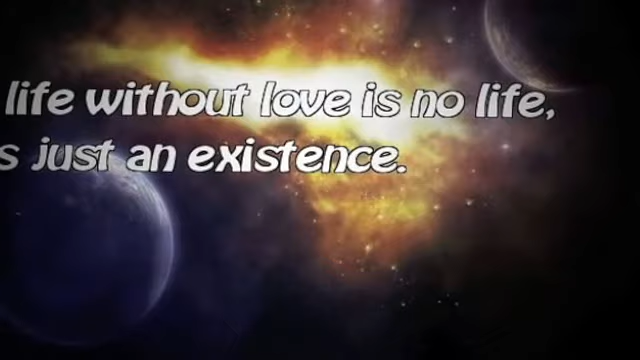 life without love is no life,
just an existence.